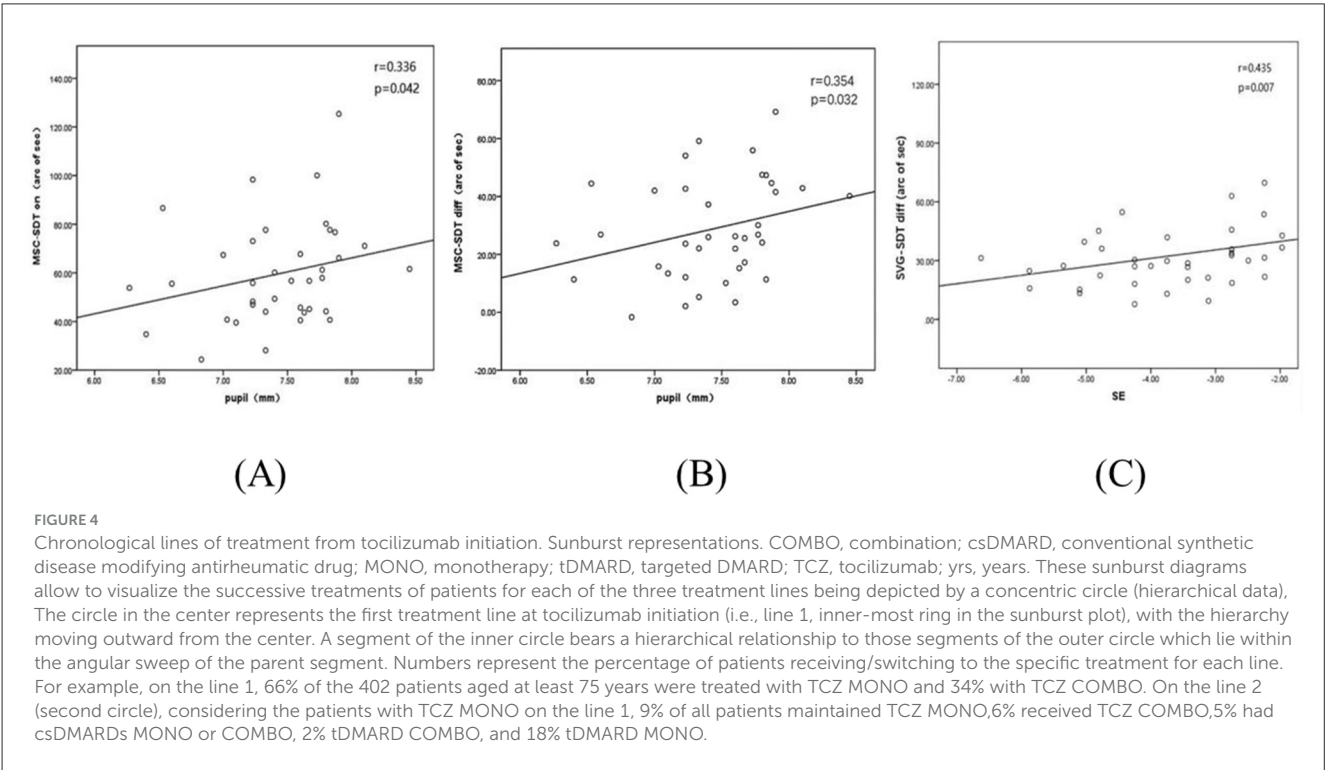 r=0.336
p=0.042
MSC-SDT on (arc of sec)
140.00
120.00
100.00
80.00
60.00
40.00
20.00
6.00 6.50 7.00 7.50 8.00 8.50
pupil (mm)
r=0.354
p=0.032
MSC-SDT diff (arc of sec)
80.00
60.00
40.00
20.00
0.00
-20.00
6.00 6.50 7.00 7.50 8.00 8.50
pupil (mm)
r=0.435
p=0.007
SVG-SDT diff (arc of sec)
120.00
90.00
60.00
30.00
.00
-7.00 -6.00 -5.00 -4.00 -3.00 -2.00
SE
(A) (B) (C)
FIGURE 4
Chronological lines of treatment from tocilizumab initiation. Sunburst representations. COMBO, combination; csDMARD, conventional synthetic
disease modifying antirheumatic drug; MONO, monotherapy; tDMARD, targeted DMARD; TCZ, tocilizumab; yrs, years. These sunburst diagrams
allow to visualize the successive treatments of patients for each of the three treatment lines being depicted by a concentric circle (hierarchical data),
The circle in the center represents the first treatment line at tocilizumab initiation (i.e., line 1, inner-most ring in the sunburst plot), with the hierarchy
moving outward from the center. A segment of the inner circle bears a hierarchical relationship to those segments of the outer circle which lie within
the angular sweep of the parent segment. Numbers represent the percentage of patients receiving/switching to the specific treatment for each line.
For example, on the line 1, 66% of the 402 patients aged at least 75 years were treated with TCZ MONO and 34% with TCZ COMBO. On the line 2
(second circle), considering the patients with TCZ MONO on the line 1, 9% of all patients maintained TCZ MONO,6% received TCZ COMBO,5% had
csDMARDs MONO or COMBO, 2% tDMARD COMBO, and 18% tDMARD MONO.